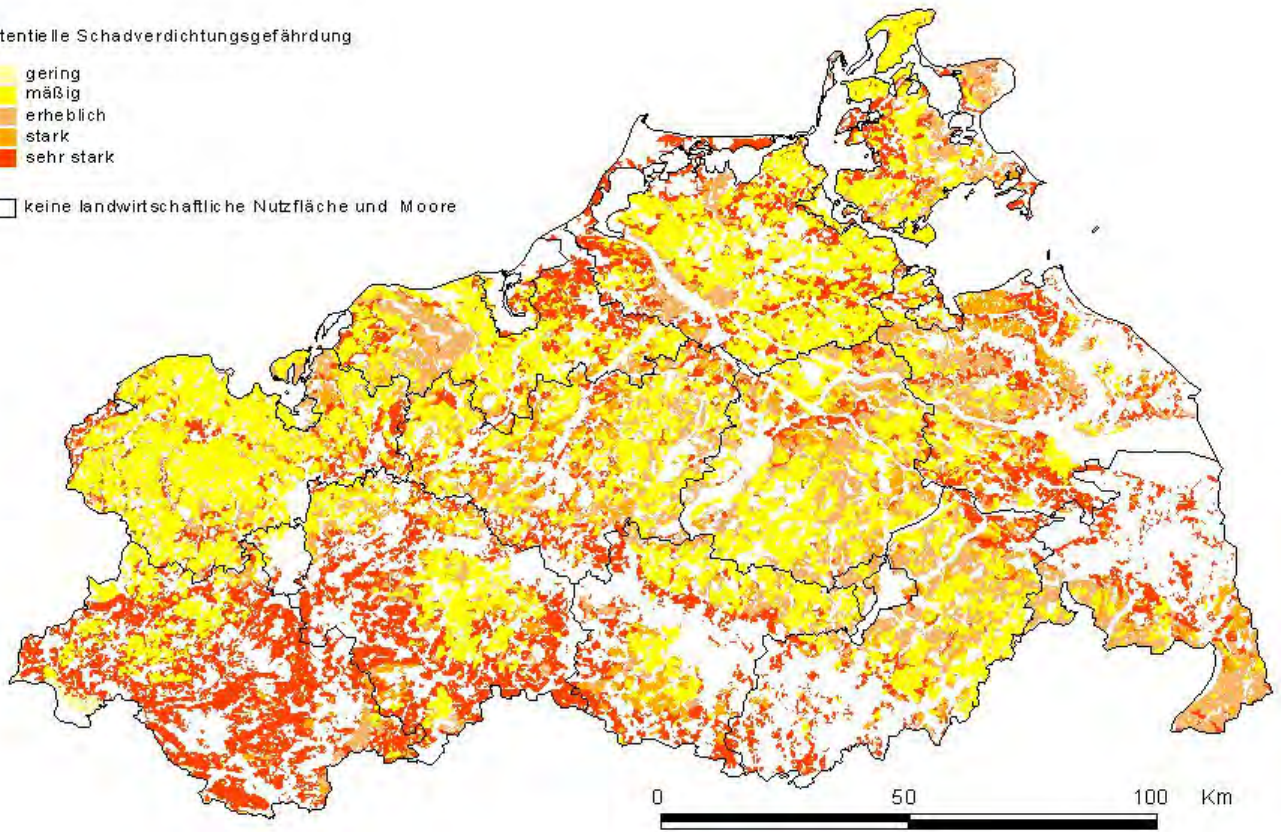 tentielle Schadverdichtungsgefährdung
gering
mäßig
erheblich
stark
sehr stark
keine landwirtschaftliche Nutzfläche und Moore
0 50 100 Km